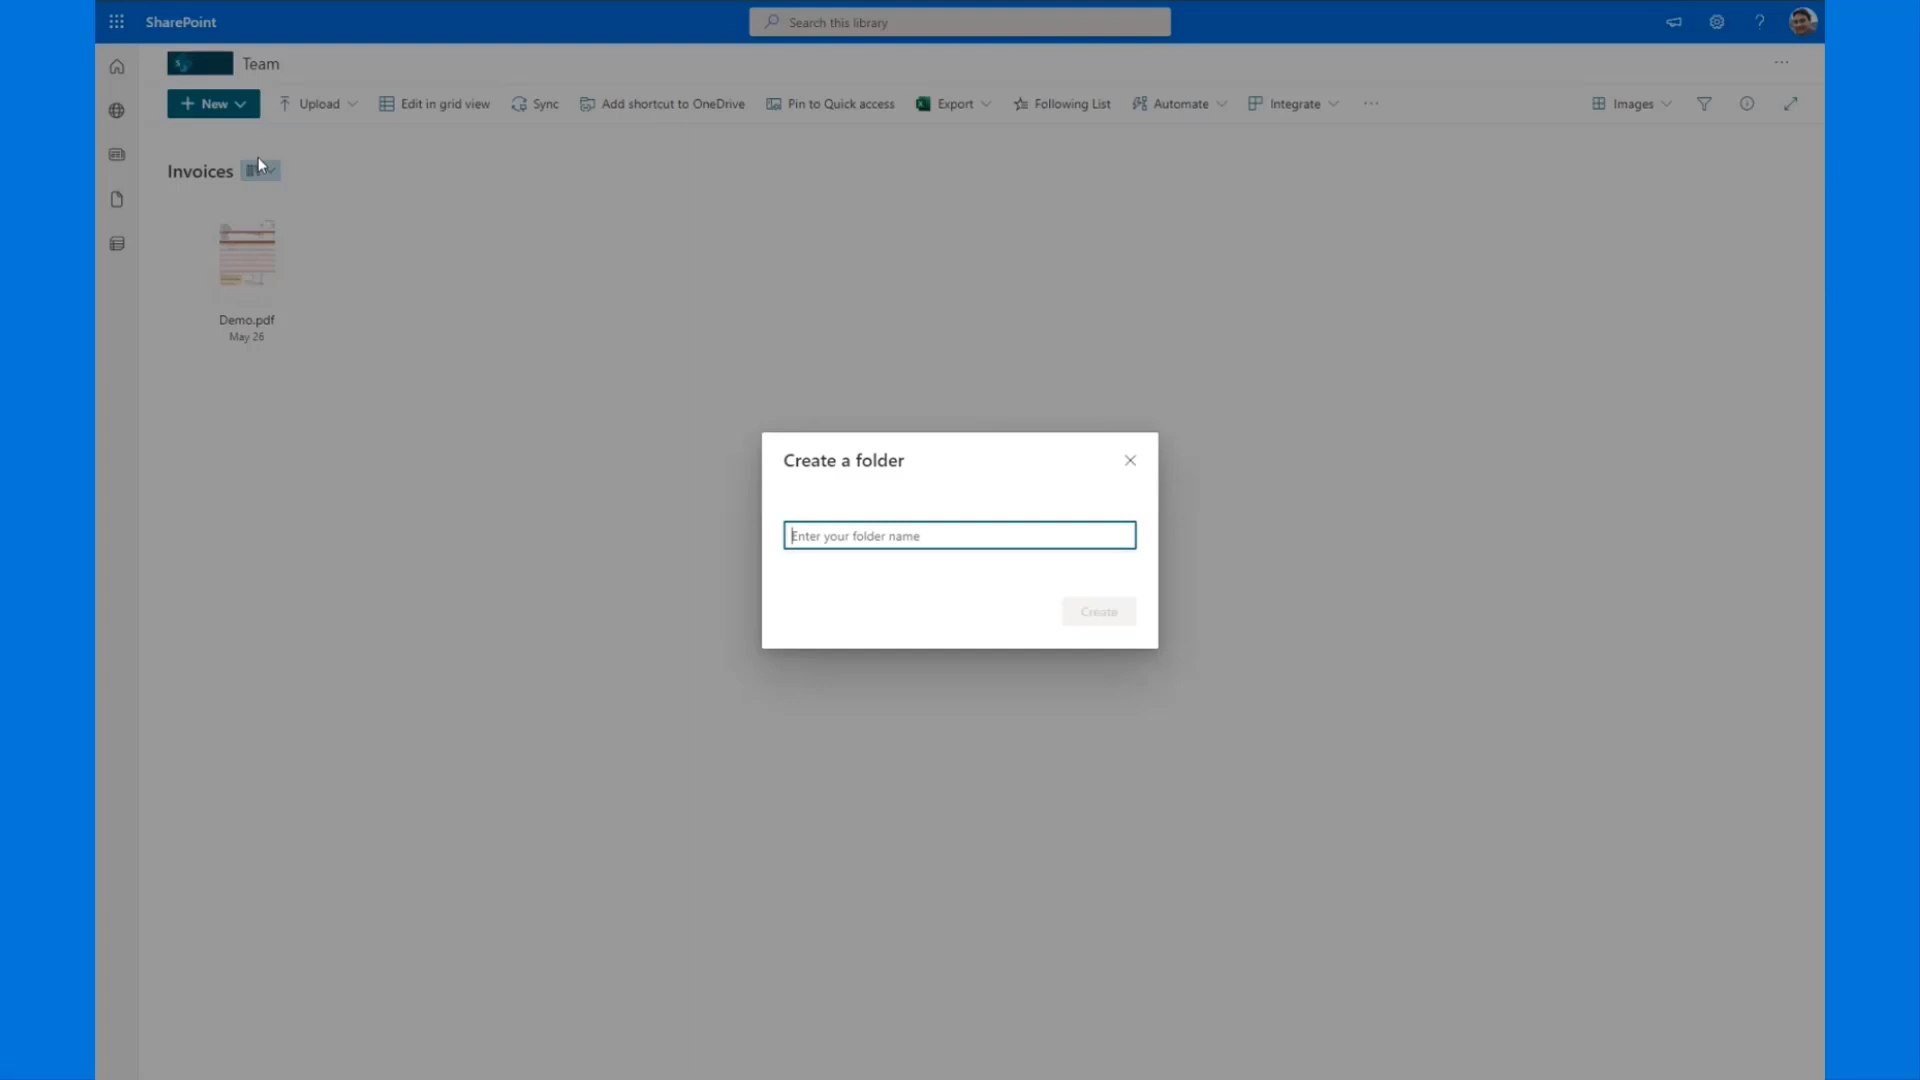 SharePoint
Search this library
Team
New
Upload
Edit in grid view
Sync
Add shortcut to OneDrive
Pin to Quick access
Export
Following List
Automate
Integrate
Images
Invoices
Demo.pdf
May 26
Create a folder
Enter your folder name
Create